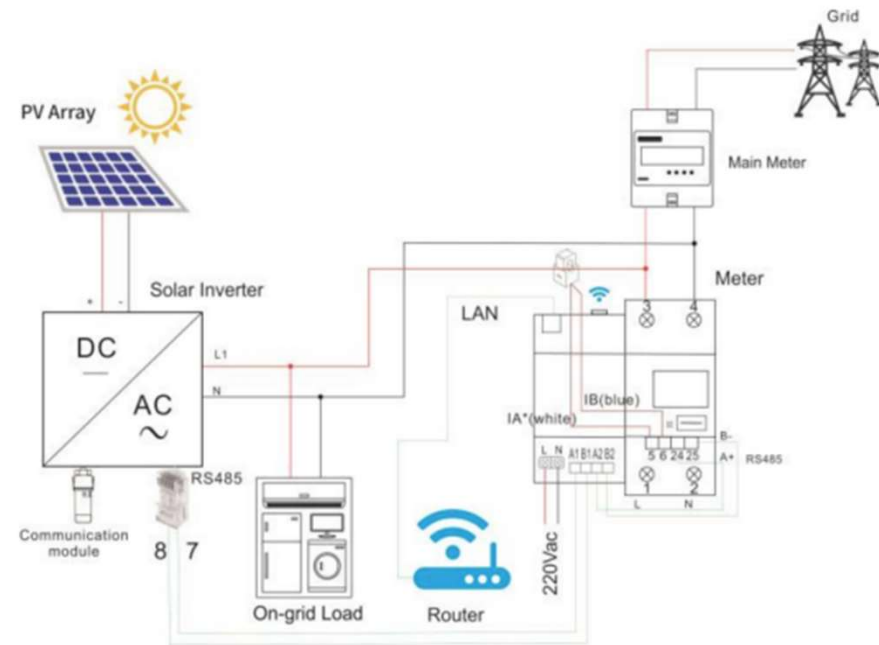 Grid
PV Array
Main Meter
Solar Inverter
Meter
+ -
LAN
3 4
DC
L1
AC
N
IB(blue)
IA*(white)
B-
L N A1 B1 A2 B2
5 6 24 25
A+ RS485
RS485
1 2
L N
Communication
module
8 7
220Vac
On-grid Load
Router